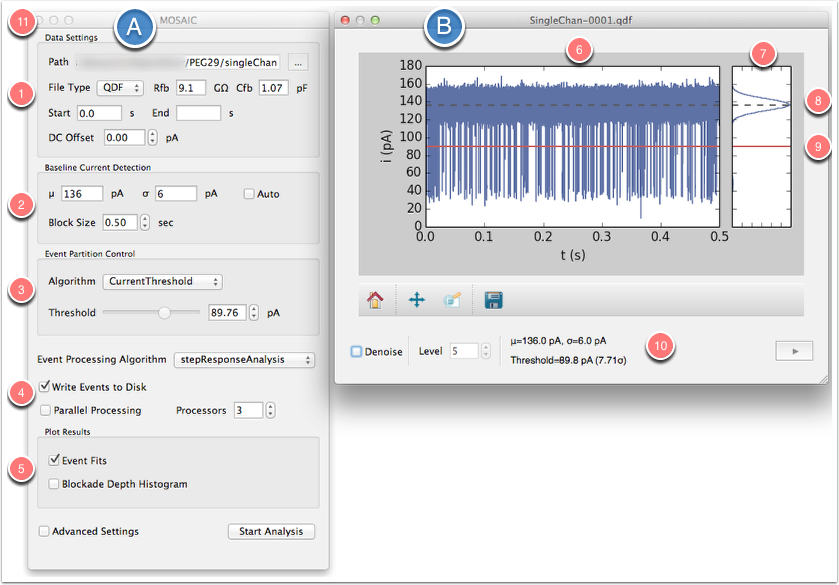 11 A MOSAIC
Data Settings
Path /PEG29/singleChan ...
1 File Type QDF Rfb 9.1 GΩ Cfb 1.07 pF
Start 0.0 s End s
DC Offset 0.00 pA
Baseline Current Detection
2 μ 136 pA σ 6 pA Auto
Block Size 0.50 sec
Event Partition Control
3 Algorithm CurrentThreshold
Threshold 89.76 pA
Event Processing Algorithm stepResponseAnalysis
4 Write Events to Disk
Parallel Processing Processors 3
Plot Results
5 Event Fits
Blockade Depth Histogram
Advanced Settings Start Analysis
B SingleChan-0001.qdf
6 7
180
160
140 8
120
100
80 9
60
40
20
0
i (pA)
0.0 0.1 0.2 0.3 0.4 0.5
t (s)
Denoise Level 5
μ=136.0 pA, σ=6.0 pA
Threshold=89.8 pA (7.71σ)
10